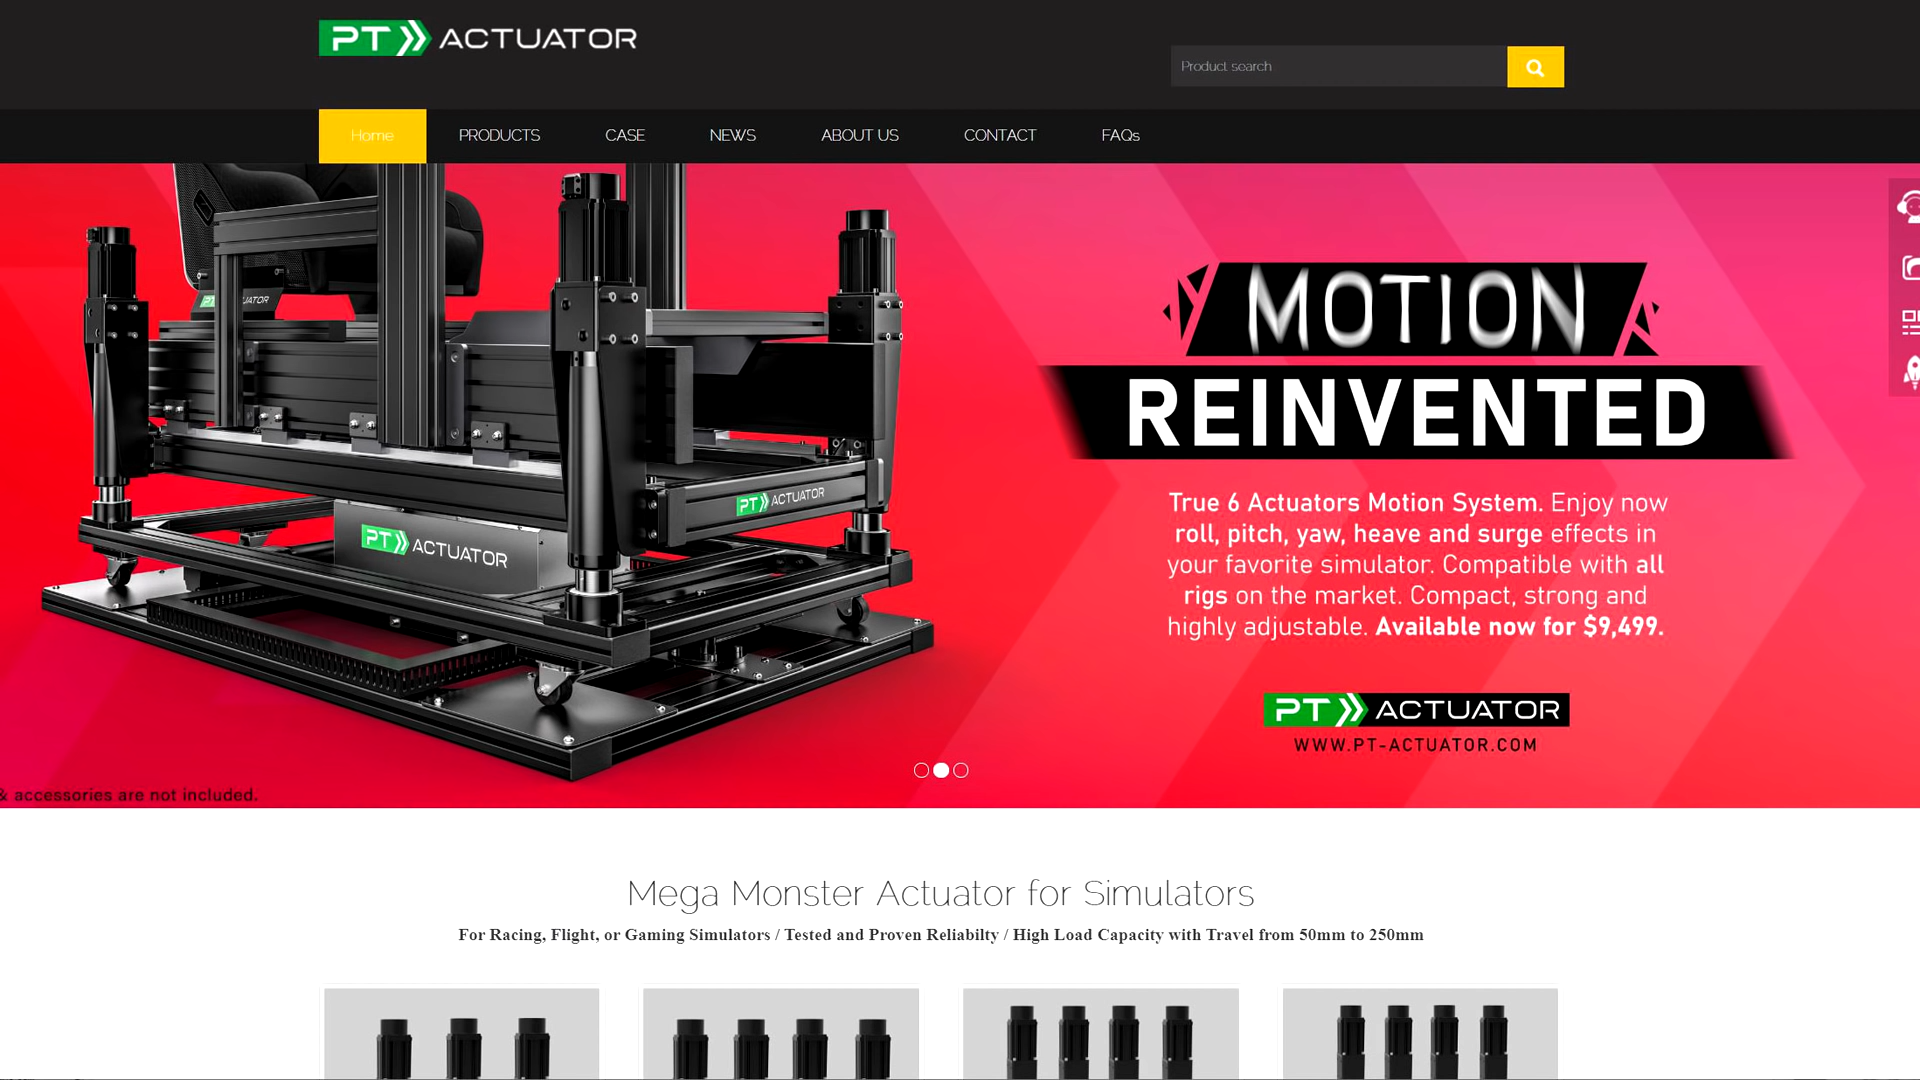 PT ACTUATOR
Product search
Home PRODUCTS CASE NEWS ABOUT US CONTACT FAQs
MOTION
REINVENTED
True 6 Actuators Motion System. Enjoy now
roll, pitch, yaw, heave and surge effects in
your favorite simulator. Compatible with all
rigs on the market. Compact, strong and
highly adjustable. Available now for $9,499.
PT ACTUATOR
WWW.PT-ACTUATOR.COM
PT ACTUATOR
PT ACTUATOR
& accessories are not included.
Mega Monster Actuator for Simulators
For Racing, Flight, or Gaming Simulators / Tested and Proven Reliabilty / High Load Capacity with Travel from 50mm to 250mm